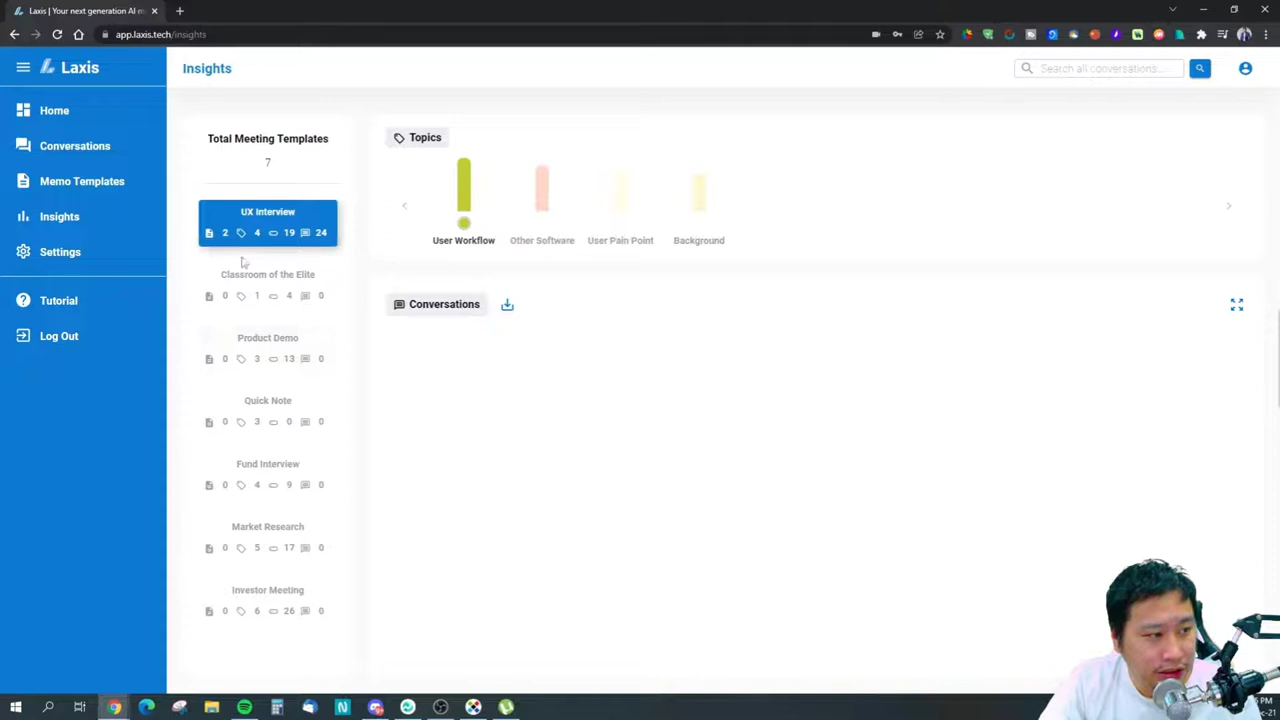 Laxis | Your next generation AI m
app.laxis.tech/insights
Laxis
Insights
Search all conversations...
Home
Conversations
Memo Templates
Insights
Settings
Tutorial
Log Out
Total Meeting Templates
7
UX Interview
2 4 19 24
Classroom of the Elite
0 1 4 0
Product Demo
0 3 13 0
Quick Note
0 3 0 0
Fund Interview
0 4 9 0
Market Research
0 5 17 0
Investor Meeting
0 6 26 0
Topics
User Workflow
Other Software
User Pain Point
Background
Conversations